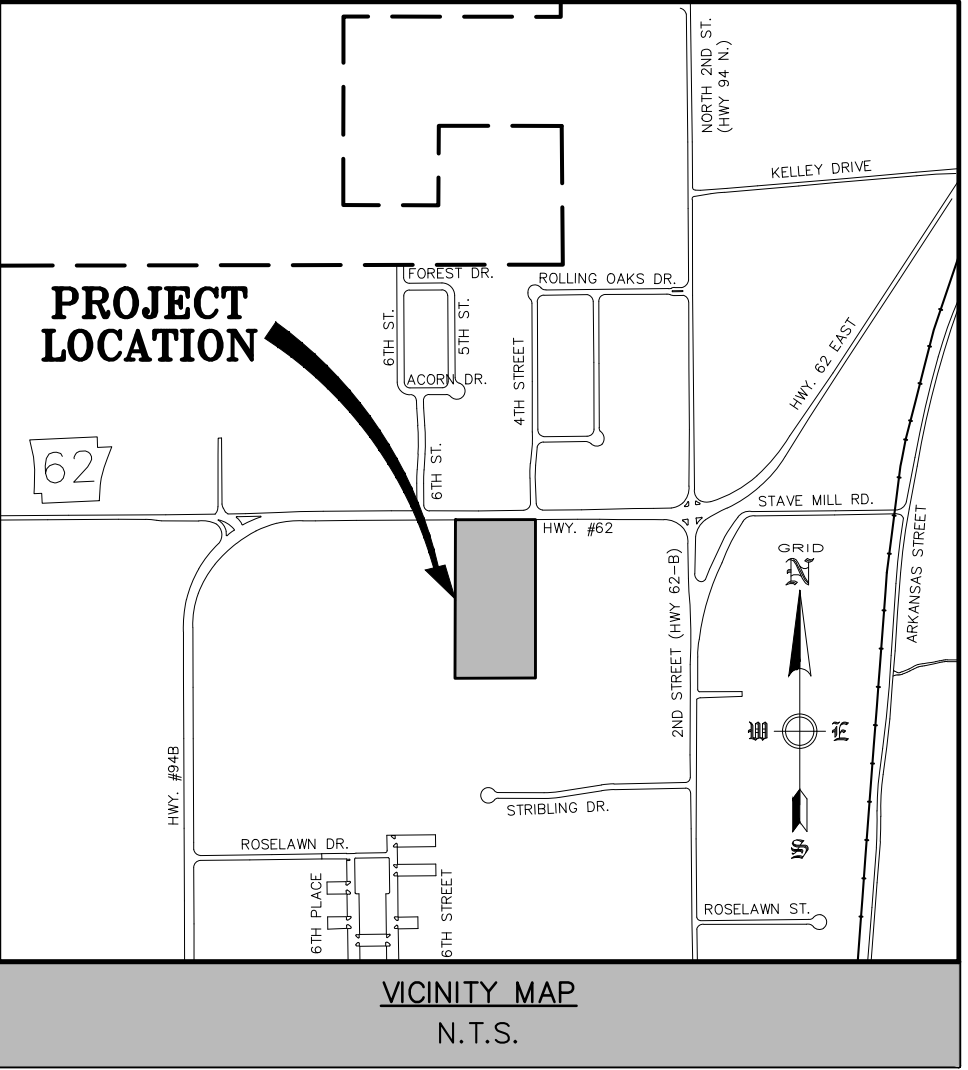 NORTH 2ND ST.
(HWY 94 N.)
KELLEY DRIVE
FOREST DR.
ROLLING OAKS DR.
PROJECT
LOCATION
6TH ST.
5TH ST.
ACORN DR.
4TH STREET
HWY. 62 EAST
62
6TH ST.
STAVE MILL RD.
HWY. #62
GRID
N
ARKANSAS STREET
2ND STREET (HWY 62-B)
W
E
HWY. #94B
STRIBLING DR.
S
ROSELAWN DR.
6TH PLACE
6TH STREET
ROSELAWN ST.
VICINITY MAP
N.T.S.